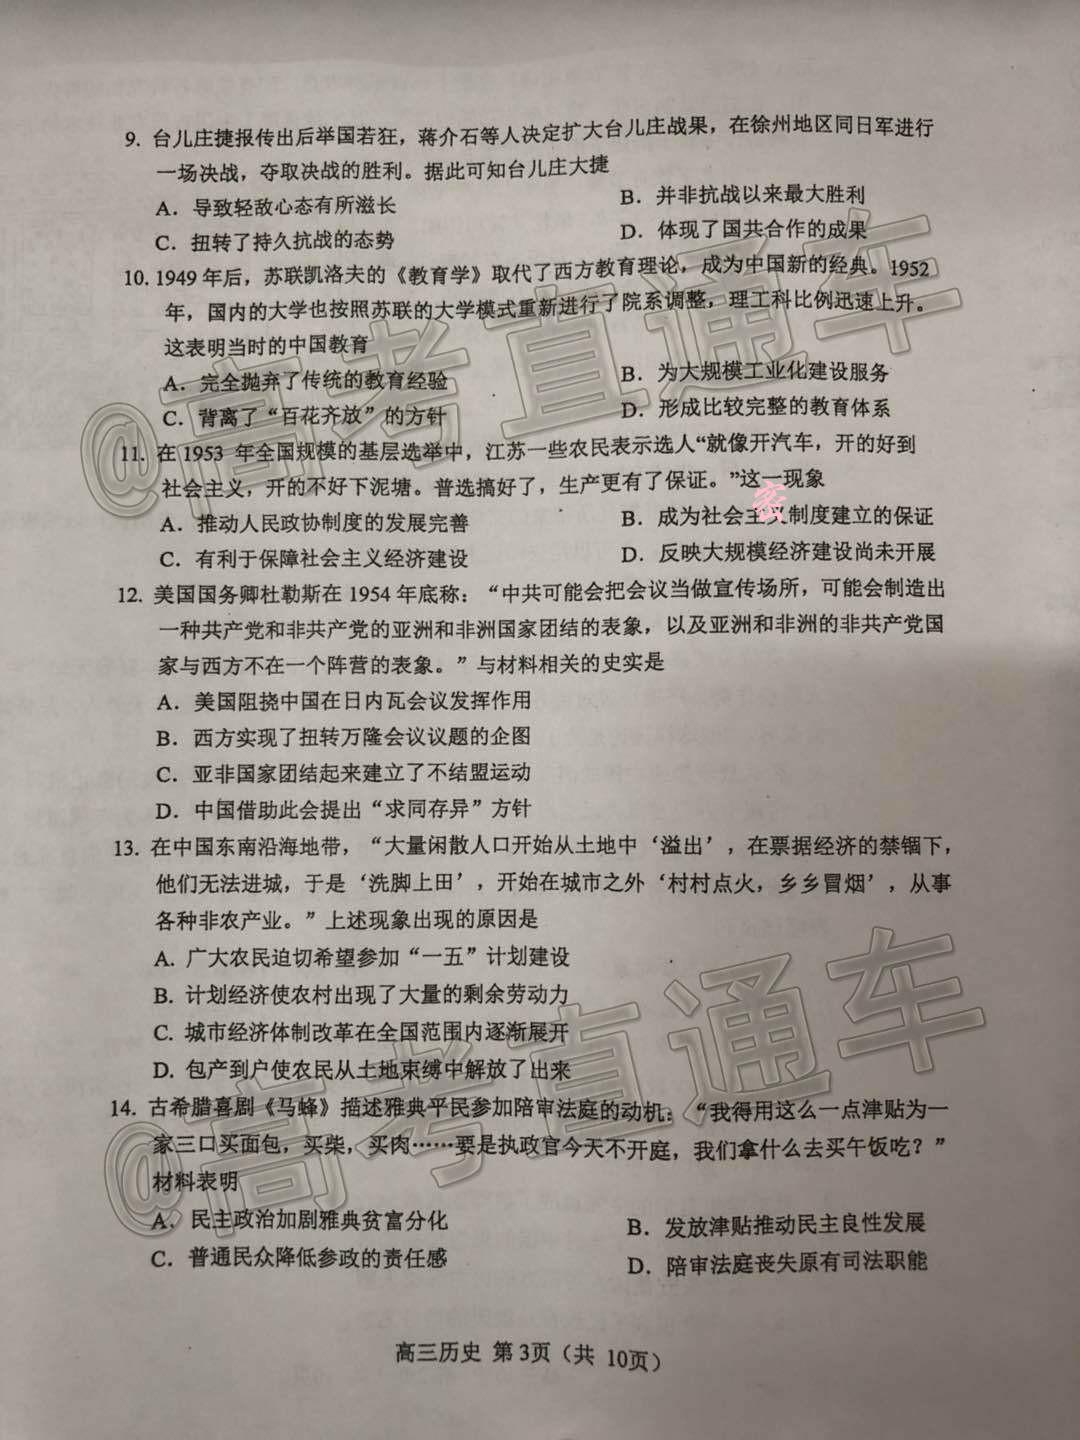 9. 台儿庄捷报传出后举国若狂，蒋介石等人决定扩大台儿庄战果，在徐州地区同日军进行
一场决战，夺取决战的胜利。据此可知台儿庄大捷
A．导致轻敌心态有所滋长
B．并非抗战以来最大胜利
C．扭转了持久抗战的态势
D．体现了国共合作的成果
10. 1949年后，苏联凯洛夫的《教育学》取代了西方教育理论，成为中国新的经典。1952
年，国内的大学也按照苏联的大学模式重新进行了院系调整，理工科比例迅速上升。
这表明当时的中国教育
A．完全抛弃了传统的教育经验
B．为大规模工业化建设服务
C．背离了“百花齐放”的方针
D．形成比较完整的教育体系
11. 在1953 年全国规模的基层选举中，江苏一些农民表示选人“就像开汽车，开的好到
社会主义，开的不好下泥塘。普选搞好了，生产更有了保证。”这一现象
A．推动人民政协制度的发展完善
B．成为社会主义制度建立的保证
C．有利于保障社会主义经济建设
D．反映大规模经济建设尚未开展
密
12. 美国国务卿杜勒斯在 1954 年底称：“中共可能会把会议当做宣传场所，可能会制造出
一种共产党和非共产党的亚洲和非洲国家团结的表象，以及亚洲和非洲的非共产党国
家与西方不在一个阵营的表象。”与材料相关的史实是
A．美国阻挠中国在日内瓦会议发挥作用
B．西方实现了扭转万隆会议议题的企图
C．亚非国家团结起来建立了不结盟运动
D．中国借助此会提出“求同存异”方针
13. 在中国东南沿海地带，“大量闲散人口开始从土地中‘溢出’，在票据经济的禁锢下，
他们无法进城，于是‘洗脚上田’，开始在城市之外‘村村点火，乡乡冒烟’，从事
各种非农产业。”上述现象出现的原因是
A. 广大农民迫切希望参加“一五”计划建设
B. 计划经济使农村出现了大量的剩余劳动力
C. 城市经济体制改革在全国范围内逐渐展开
D. 包产到户使农民从土地束缚中解放了出来
14. 古希腊喜剧《马蜂》描述雅典平民参加陪审法庭的动机：“我得用这么一点津贴为一
家三口买面包，买柴，买肉……要是执政官今天不开庭，我们拿什么去买午饭吃？”
材料表明
A．民主政治加剧雅典贫富分化
B．发放津贴推动民主良性发展
C．普通民众降低参政的责任感
D．陪审法庭丧失原有司法职能
高三历史 第3页（共 10页）
@高考直通车
@高考直通车